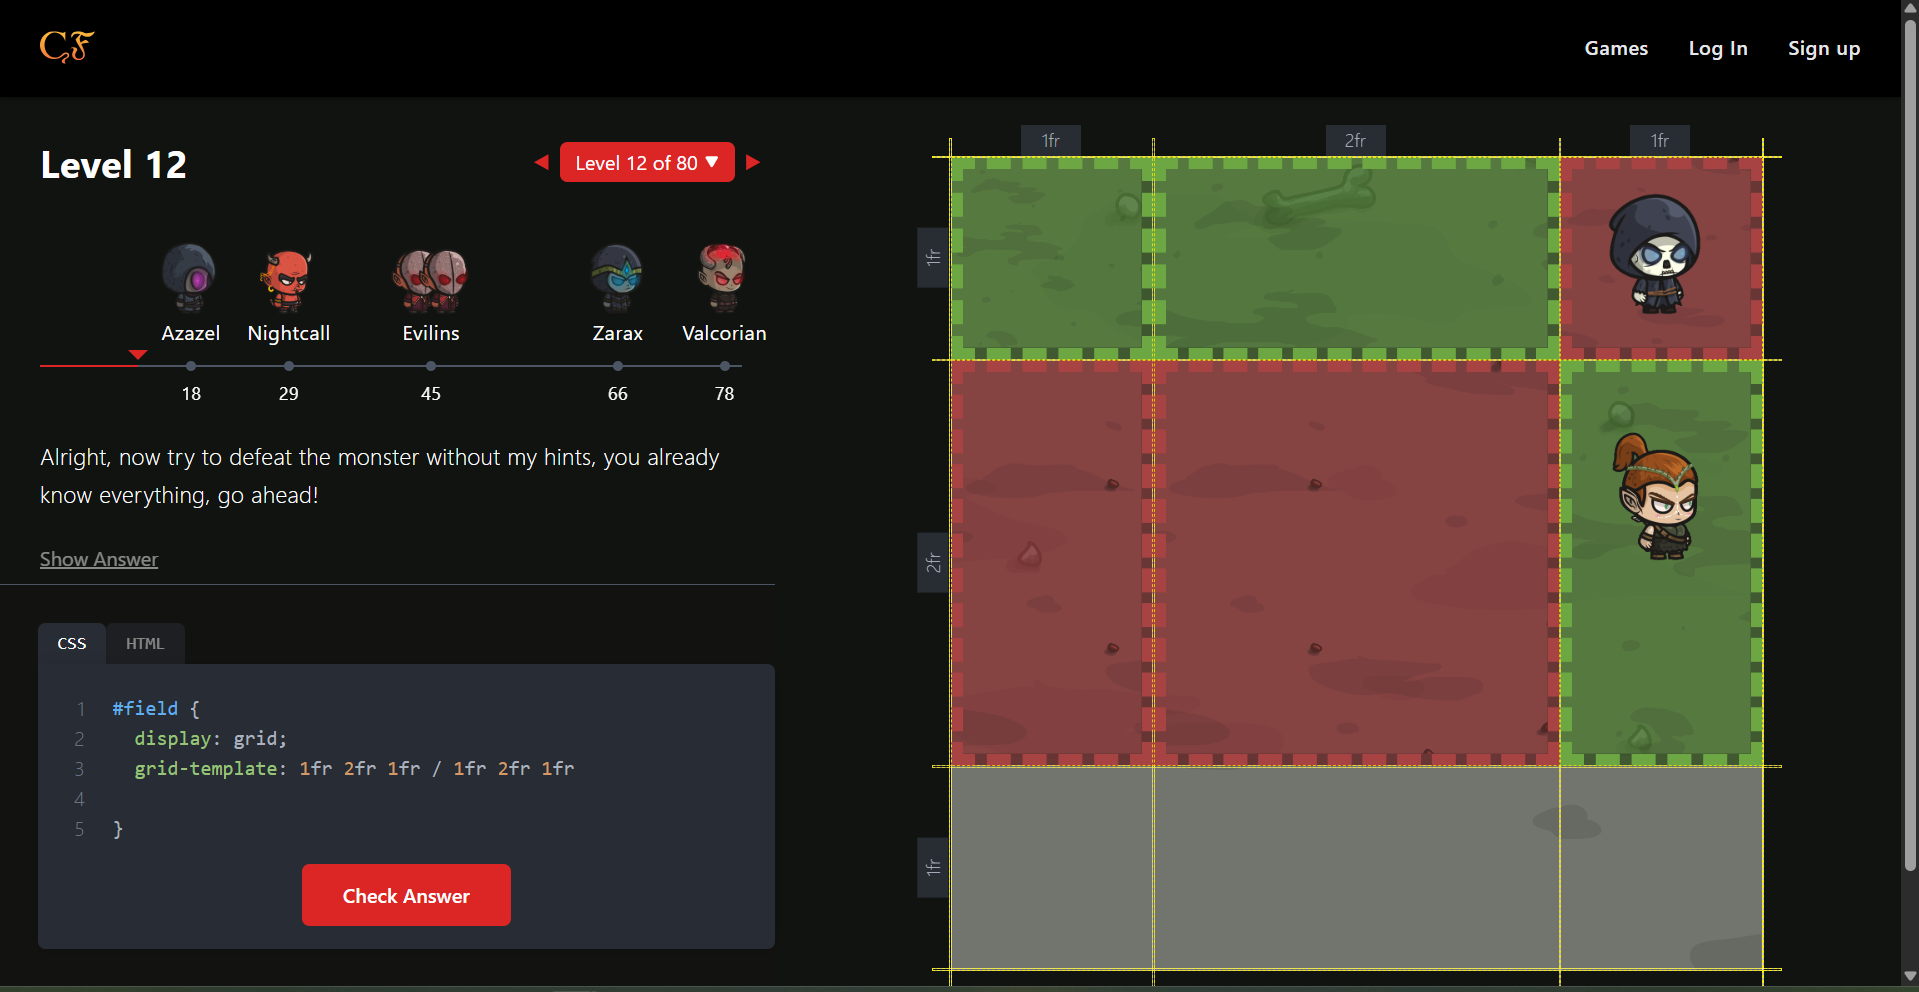 CF
Games
Log In
Sign up
Level 12
Level 12 of 80 ▼
Azazel
Nightcall
Evilins
Zarax
Valcorian
18
29
45
66
78
Alright, now try to defeat the monster without my hints, you already
know everything, go ahead!
Show Answer
CSS
HTML
1 #field {
2 display: grid;
3 grid-template: 1fr 2fr 1fr / 1fr 2fr 1fr
4
5 }
Check Answer
1fr
2fr
1fr
1fr
2fr
1fr